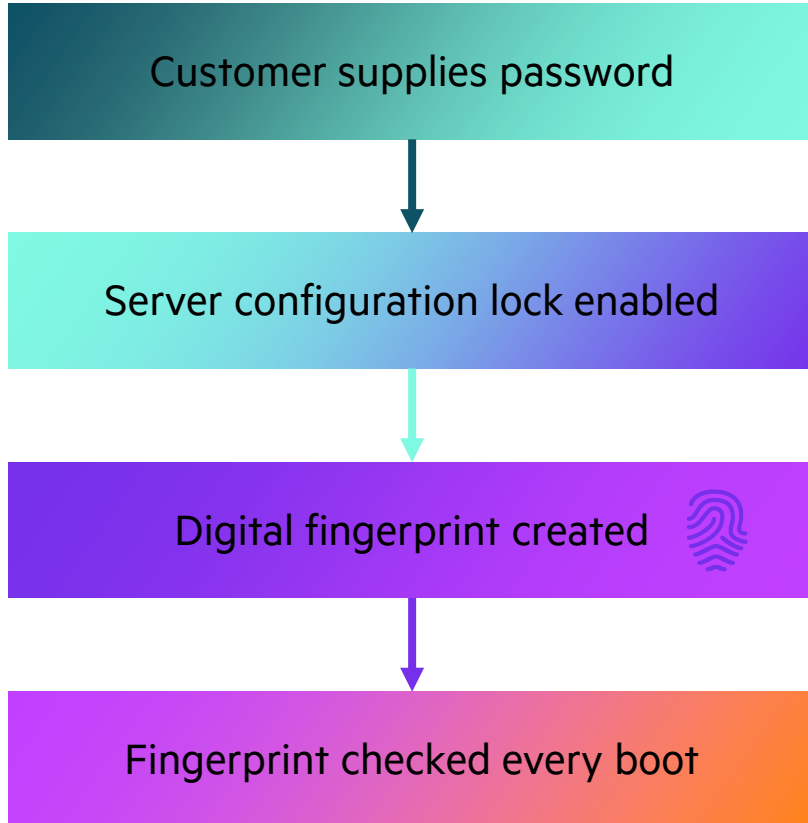 Customer supplies password
Server configuration lock enabled
Digital fingerprint created
Fingerprint checked every boot